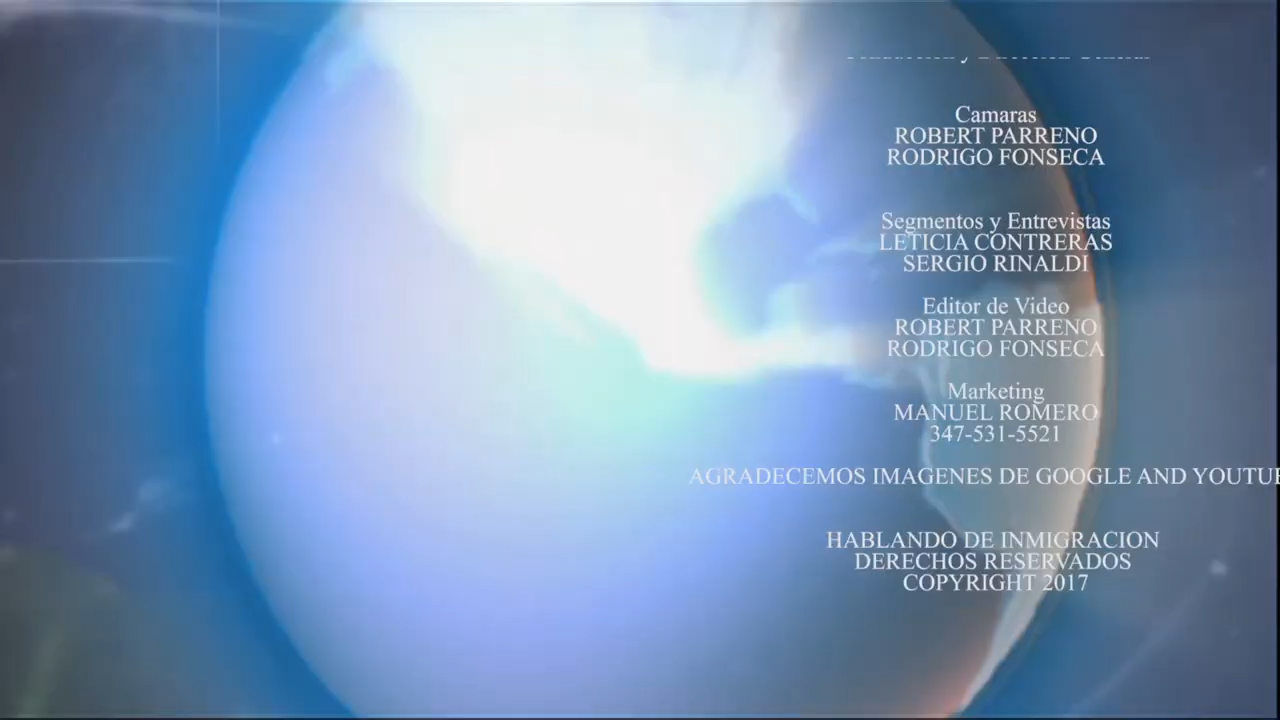 Camaras
ROBERT PARRENO
RODRIGO FONSECA
Segmentos y Entrevistas
LETICIA CONTRERAS
SERGIO RINALDI
Editor de Video
ROBERT PARRENO
RODRIGO FONSECA
Marketing
MANUEL ROMERO
347-531-5521
AGRADECEMOS IMAGENES DE GOOGLE AND
HABLANDO DE INMIGRACION
DERECHOS RESERVADOS
COPYRIGHT 2017